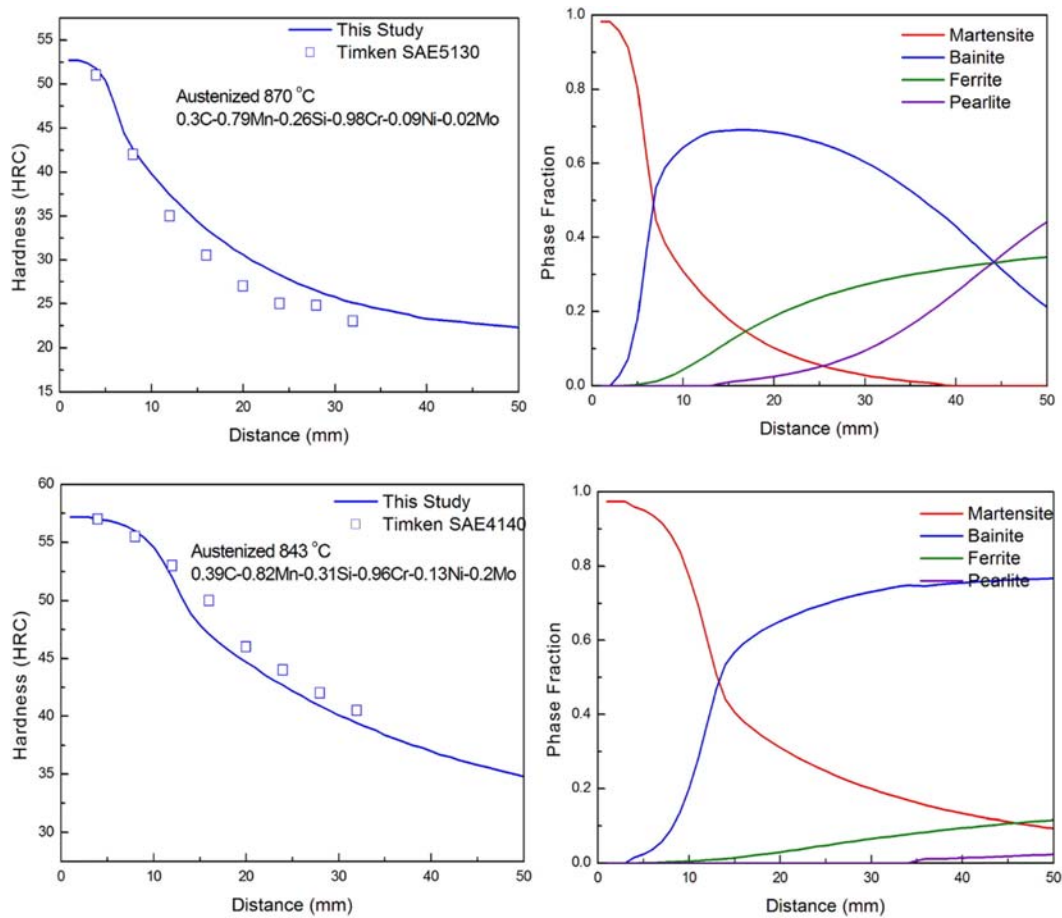 This Study
Timken SAE5130
Austenized 870 °C
0.3C-0.79Mn-0.26Si-0.98Cr-0.09Ni-0.02Mo
Hardness (HRC)
55
50
45
40
35
30
25
20
15
0 10 20 30 40 50
Distance (mm)
Martensite
Bainite
Ferrite
Pearlite
Phase Fraction
1.0
0.8
0.6
0.4
0.2
0.0
0 10 20 30 40 50
Distance (mm)
This Study
Timken SAE4140
Austenized 843 °C
0.39C-0.82Mn-0.31Si-0.96Cr-0.13Ni-0.2Mo
Hardness (HRC)
60
55
50
45
40
35
30
0 10 20 30 40 50
Distance (mm)
Martensite
Bainite
Ferrite
Pearlite
Phase Fraction
1.0
0.8
0.6
0.4
0.2
0.0
0 10 20 30 40 50
Distance (mm)